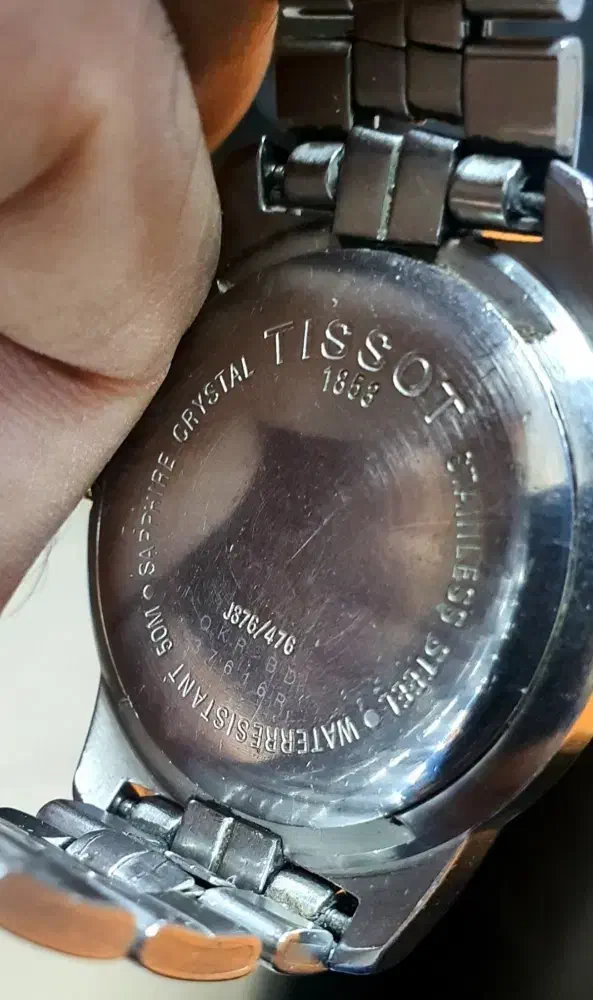 TISSOT
1853
STAINLESS STEEL • WATERRESISTANT 50M • SAPPHIRE CRYSTAL
J376/476